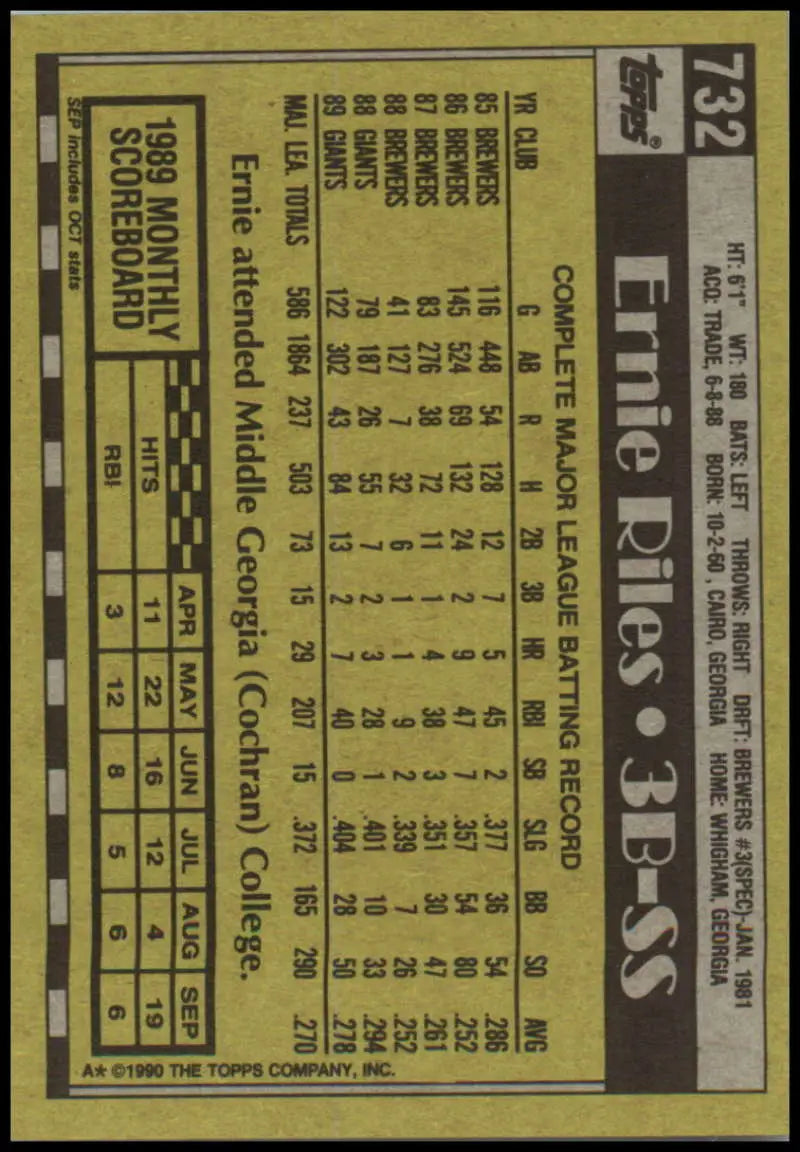 732
HT: 6'1" WT: 180 BATS: LEFT THROWS: RIGHT DRFT: BREWERS #3(SPEC)-JAN. 1981
ACQ: TRADE, 6-8-88 BORN: 10-2-60, CAIRO, GEORGIA HOME: WHIGHAM, GEORGIA
topps®
Ernie Riles • 3B-SS
COMPLETE MAJOR LEAGUE BATTING RECORD
YR CLUB G AB R H 2B 3B HR RBI SB SLG BB SO AVG
85 BREWERS 116 448 54 128 12 7 5 45 2 .377 36 54 .286
86 BREWERS 145 524 69 132 24 2 9 47 7 .357 54 80 .252
87 BREWERS 83 276 38 72 11 1 4 38 3 .351 30 47 .261
88 BREWERS 41 127 7 32 6 1 1 9 2 .339 7 26 .252
88 GIANTS 79 187 26 55 7 2 3 28 1 .401 10 33 .294
89 GIANTS 122 302 43 84 13 2 7 40 0 .404 28 50 .278
MAJ. LEA. TOTALS 586 1864 237 503 73 15 29 207 15 .372 165 290 .270
Ernie attended Middle Georgia (Cochran) College.
1989 MONTHLY
SCOREBOARD
APR MAY JUN JUL AUG SEP
HITS 11 22 16 12 4 19
RBI 3 12 8 5 6 6
SEP includes OCT stats
A* ©1990 THE TOPPS COMPANY, INC.